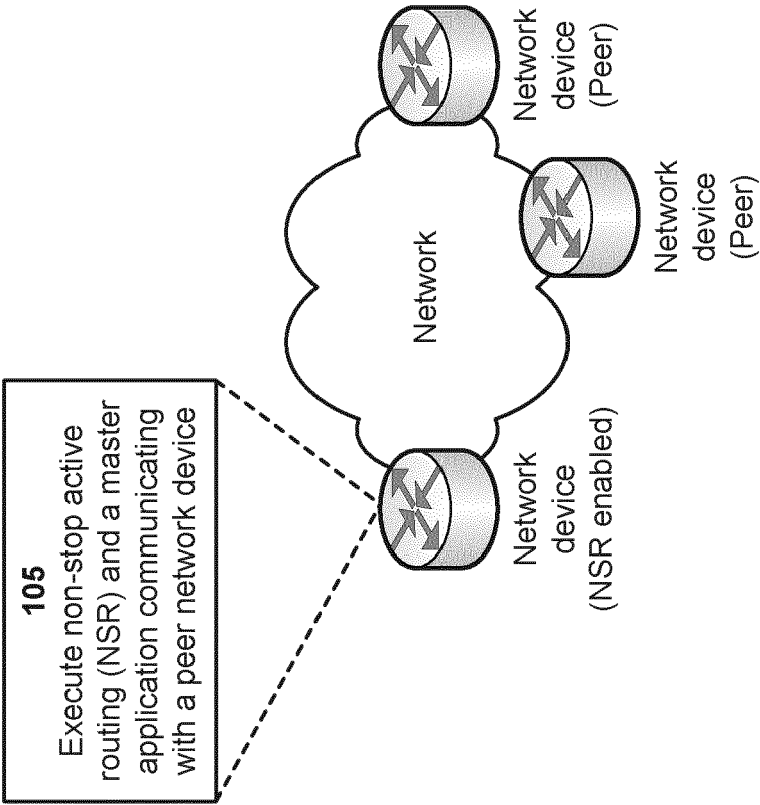 105
Execute non-stop active
routing (NSR) and a master
application communicating
with a peer network device
Network
Network
device
(NSR enabled)
Network
device
(Peer)
Network
device
(Peer)